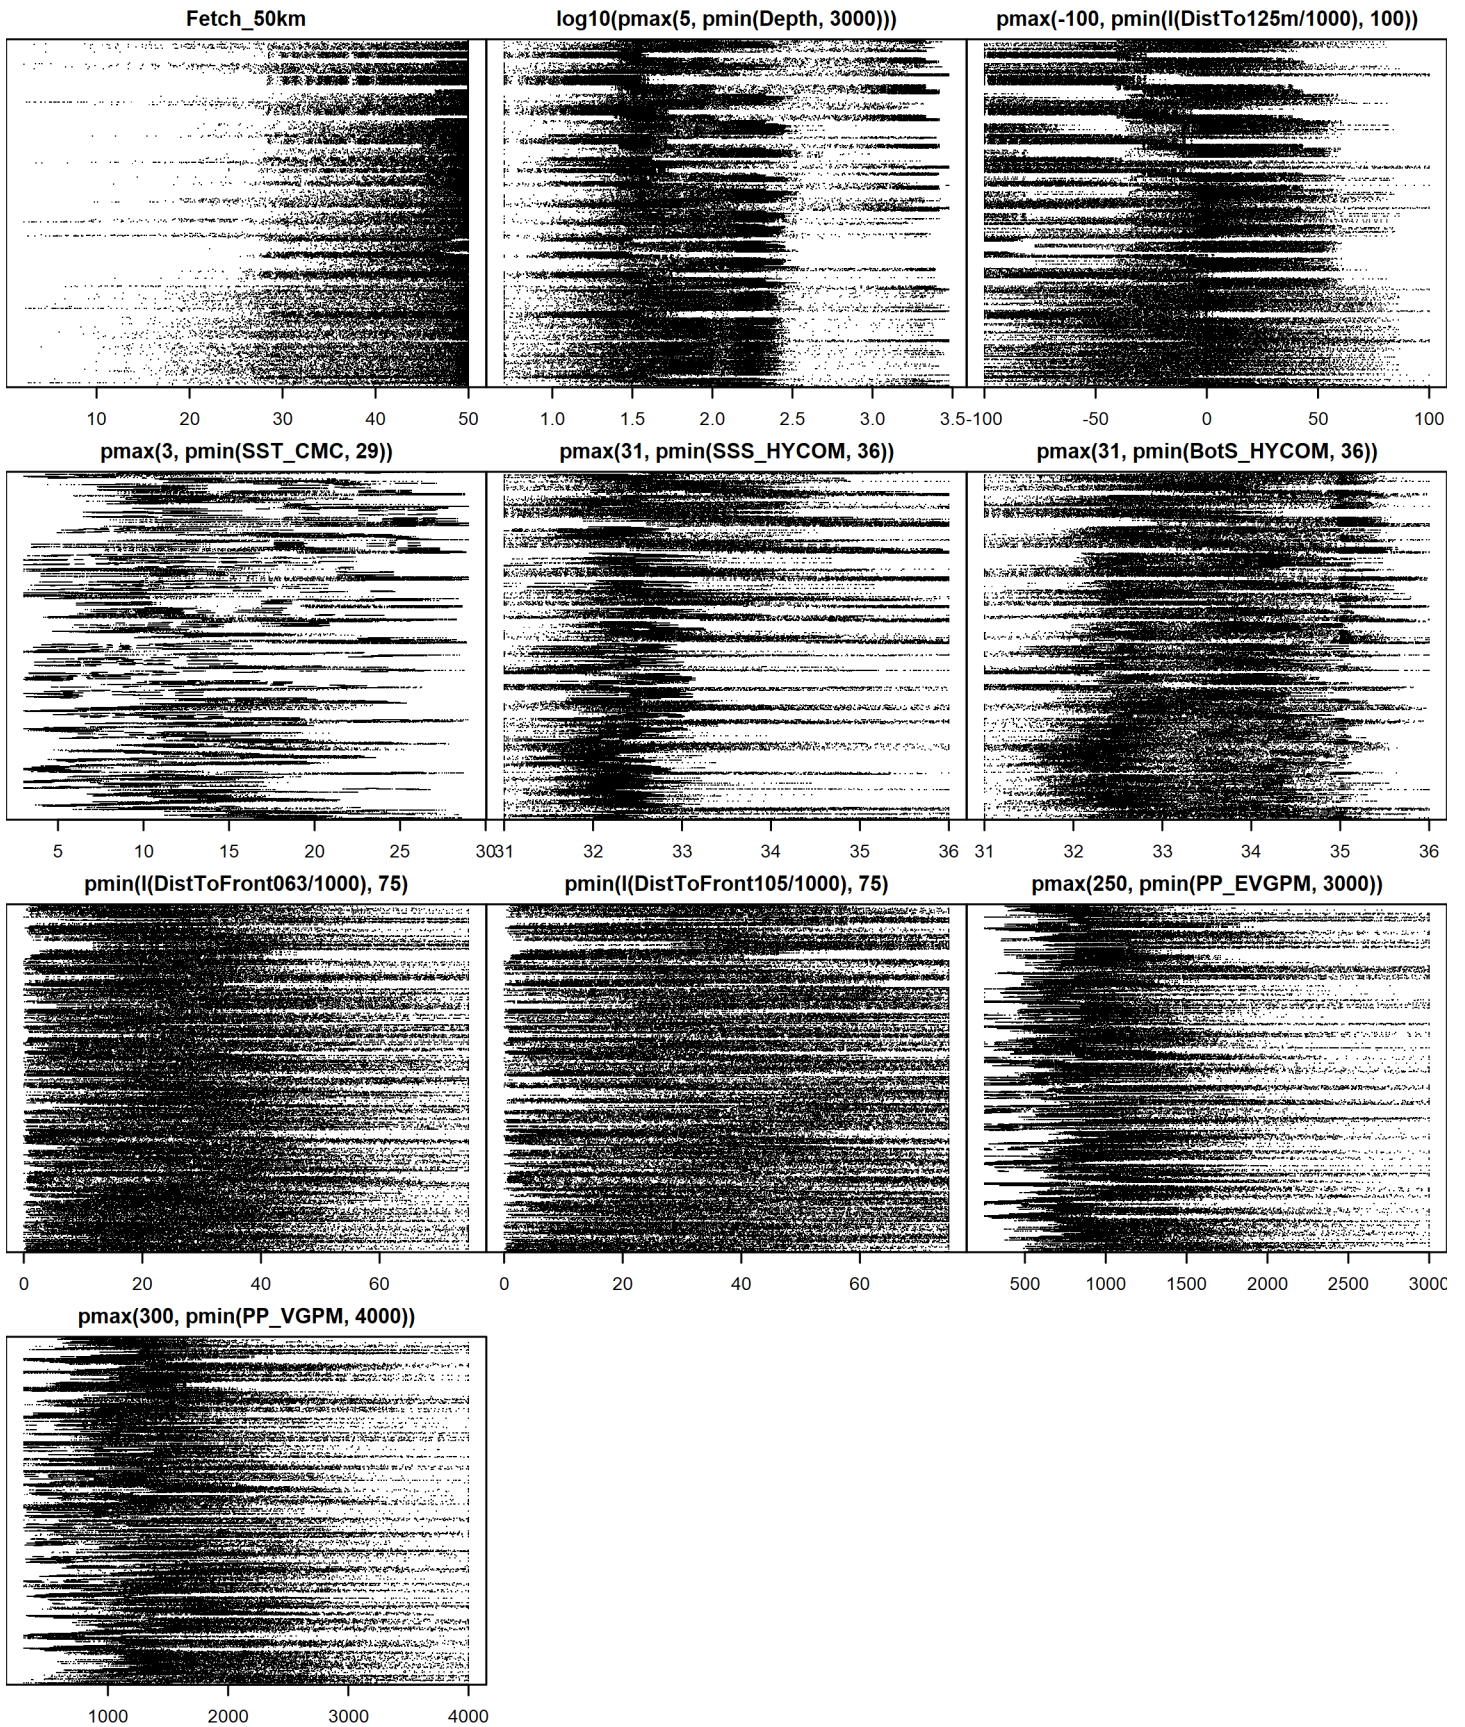 Fetch_50km log10(pmax(5, pmin(Depth, 3000))) pmax(-100, pmin(I(DistTo125m/1000), 100))
10 20 30 40 50 1.0 1.5 2.0 2.5 3.0 3.5 -100 -50 0 50 100
pmax(3, pmin(SST_CMC, 29)) pmax(31, pmin(SSS_HYCOM, 36)) pmax(31, pmin(BotS_HYCOM, 36))
5 10 15 20 25 30 31 32 33 34 35 36 31 32 33 34 35 36
pmin(I(DistToFront063/1000), 75) pmin(I(DistToFront105/1000), 75) pmax(250, pmin(PP_EVGPM, 3000))
0 20 40 60 0 20 40 60 500 1000 1500 2000 2500 3000
pmax(300, pmin(PP_VGPM, 4000))
1000 2000 3000 4000